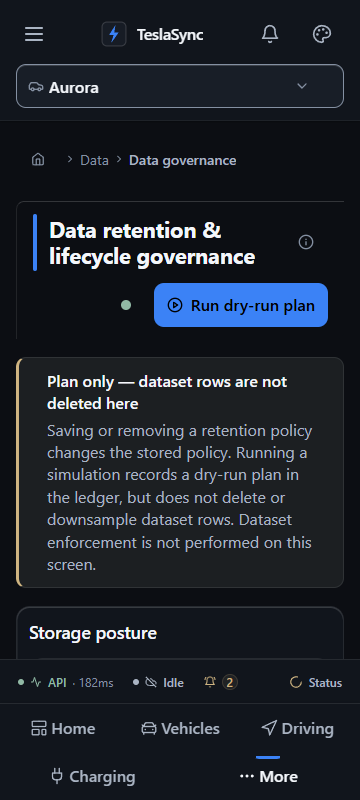 TeslaSync
Aurora
Data
Data governance
Data retention &
lifecycle governance
Run dry-run plan
Plan only — dataset rows are not
deleted here
Saving or removing a retention policy
changes the stored policy. Running a
simulation records a dry-run plan in
the ledger, but does not delete or
downsample dataset rows. Dataset
enforcement is not performed on this
screen.
Storage posture
API · 182ms
Idle
2
Status
Home
Vehicles
Driving
Charging
More